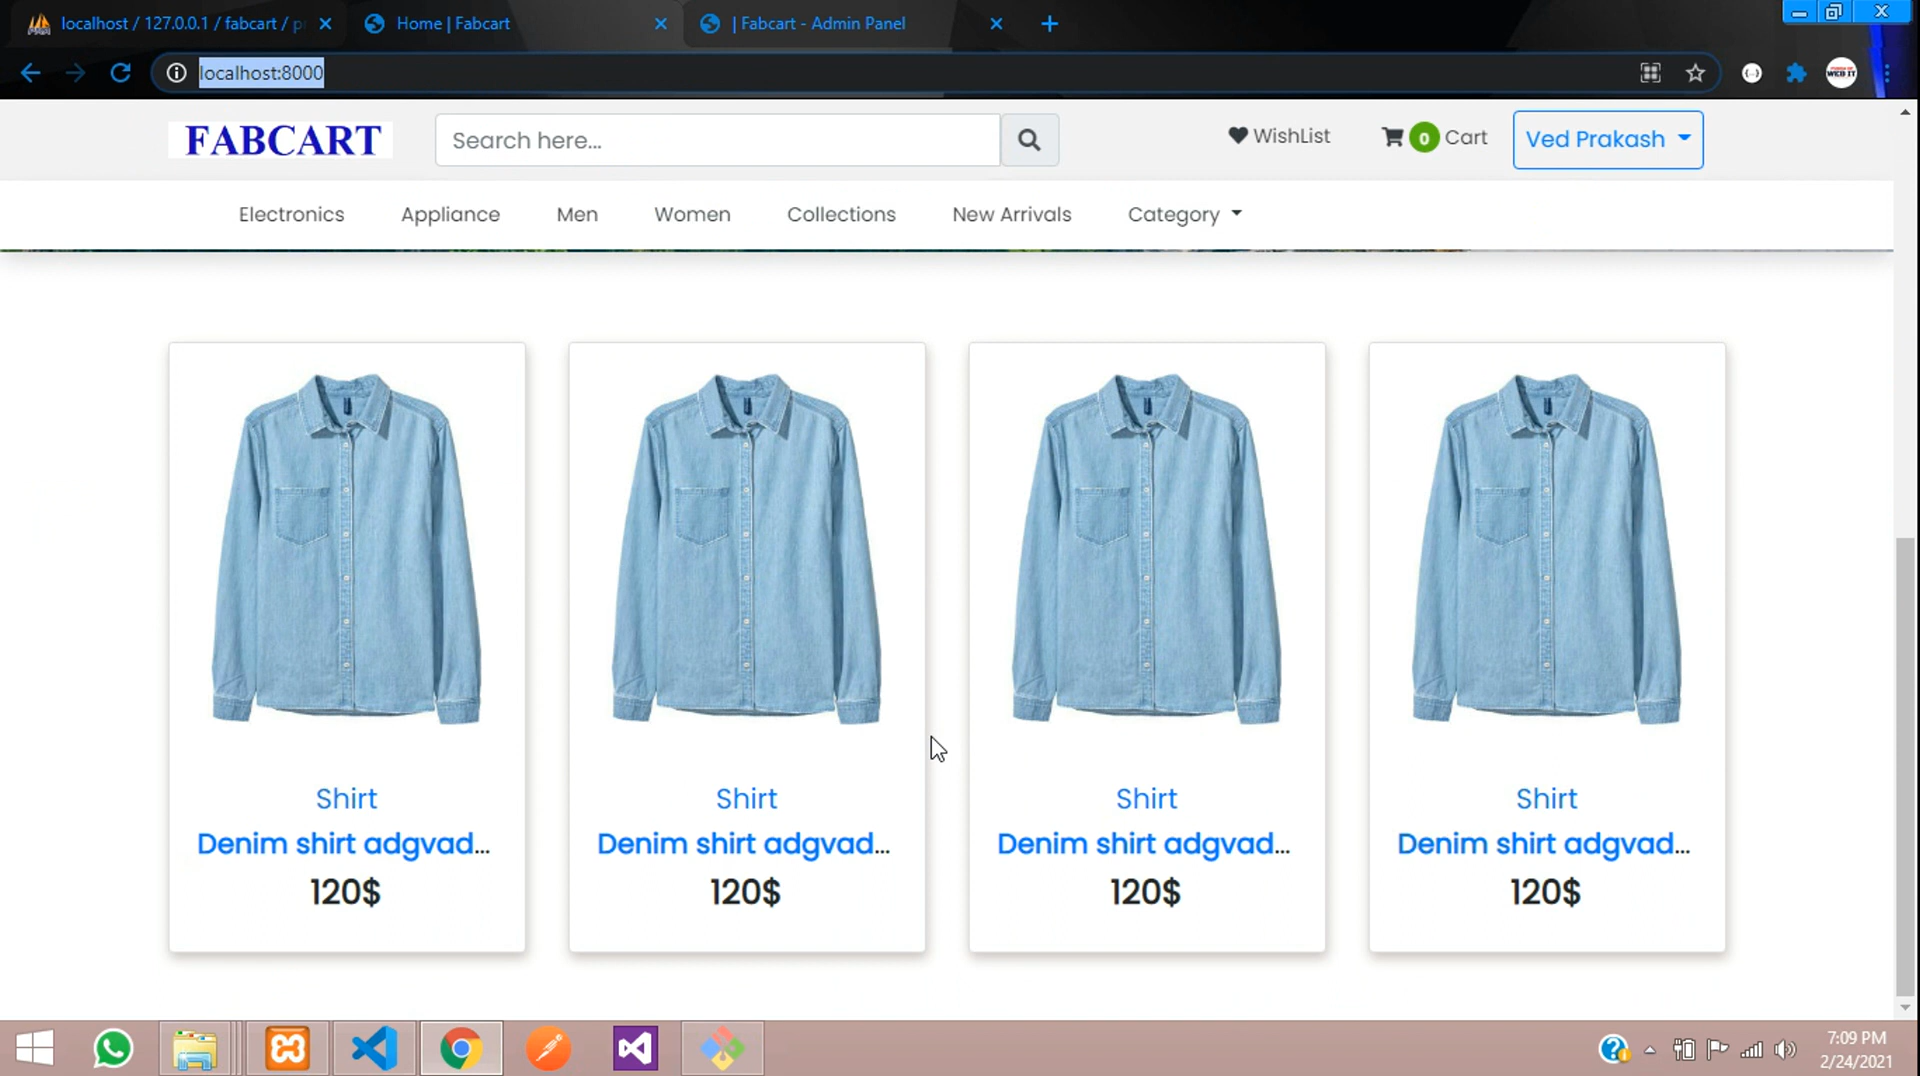 localhost / 127.0.0.1 / fabcart / p
Home | Fabcart
| Fabcart - Admin Panel
localhost:8000
WEB IT
FABCART
Search here...
WishList
0 Cart
Ved Prakash
Electronics
Appliance
Men
Women
Collections
New Arrivals
Category
Shirt
Denim shirt adgvad...
120$
Shirt
Denim shirt adgvad...
120$
Shirt
Denim shirt adgvad...
120$
Shirt
Denim shirt adgvad...
120$
7:09 PM
2/24/2021